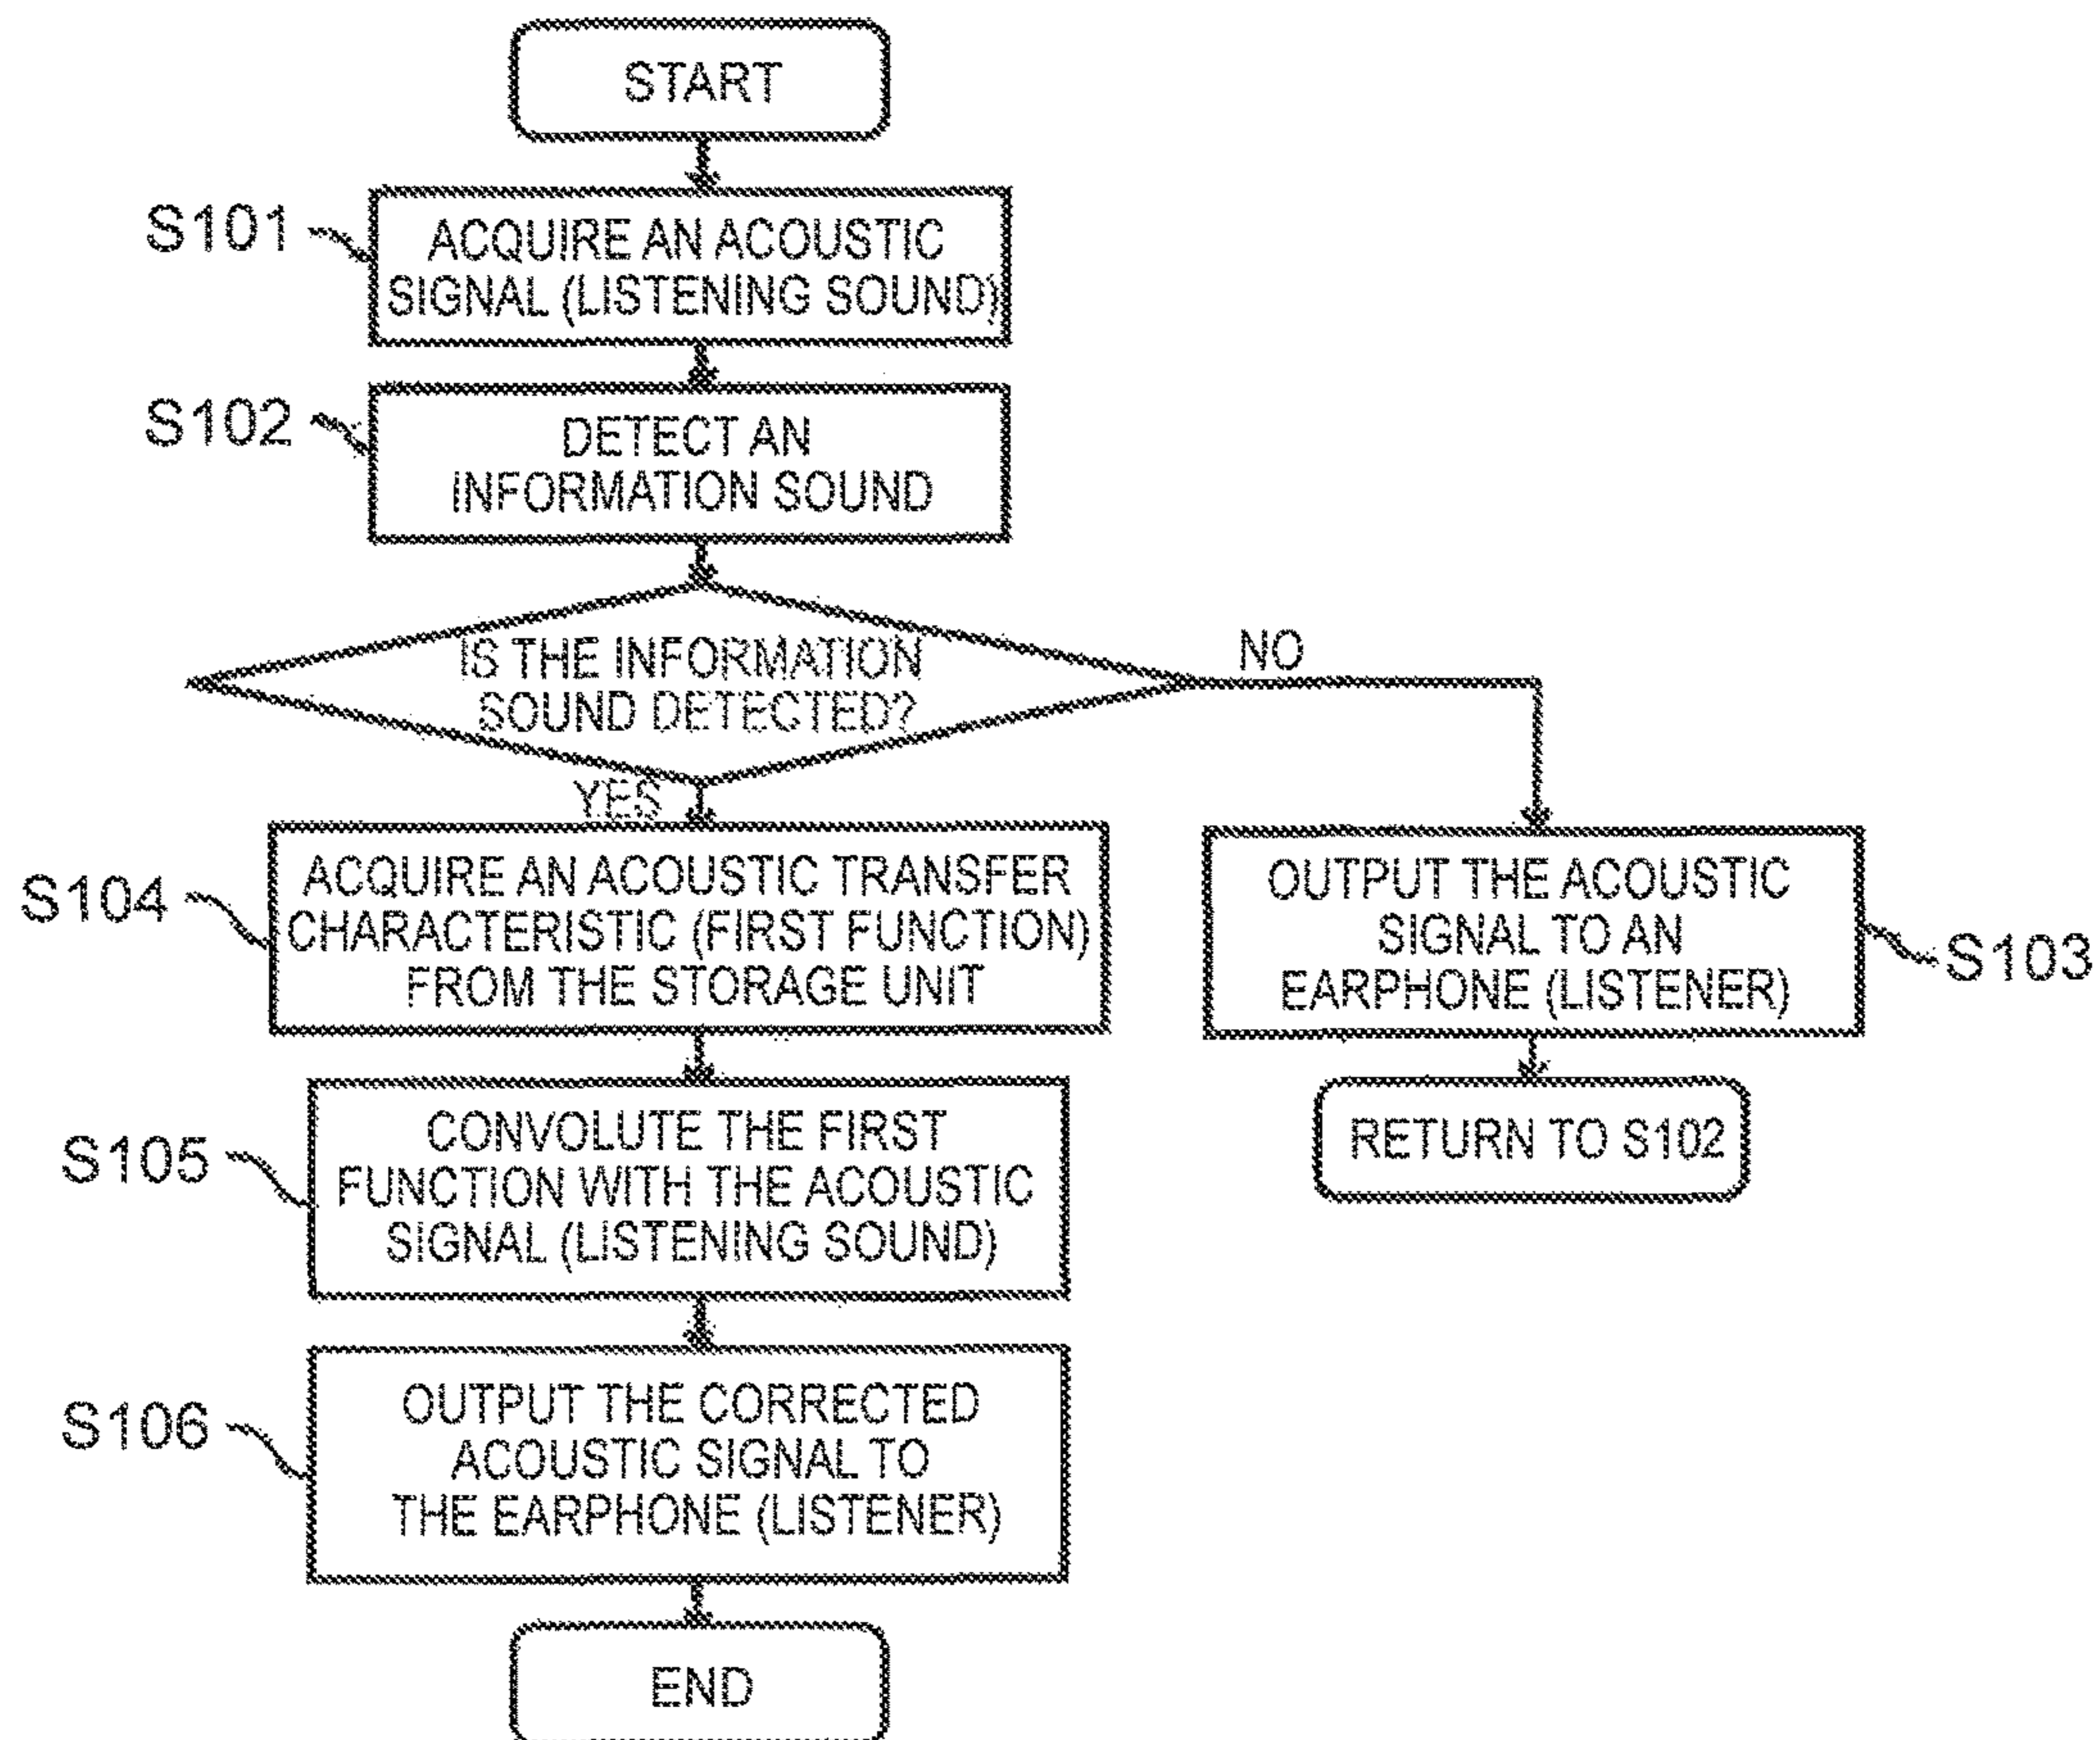 START
S101
ACQUIRE AN ACOUSTIC
SIGNAL (LISTENING SOUND)
S102
DETECT AN
INFORMATION SOUND
IS THE INFORMATION
SOUND DETECTED?
NO
YES
S104
ACQUIRE AN ACOUSTIC TRANSFER
CHARACTERISTIC (FIRST FUNCTION)
FROM THE STORAGE UNIT
OUTPUT THE ACOUSTIC
SIGNAL TO AN
EARPHONE (LISTENER)
S103
RETURN TO S102
S105
CONVOLUTE THE FIRST
FUNCTION WITH THE ACOUSTIC
SIGNAL (LISTENING SOUND)
S106
OUTPUT THE CORRECTED
ACOUSTIC SIGNAL TO
THE EARPHONE (LISTENER)
END